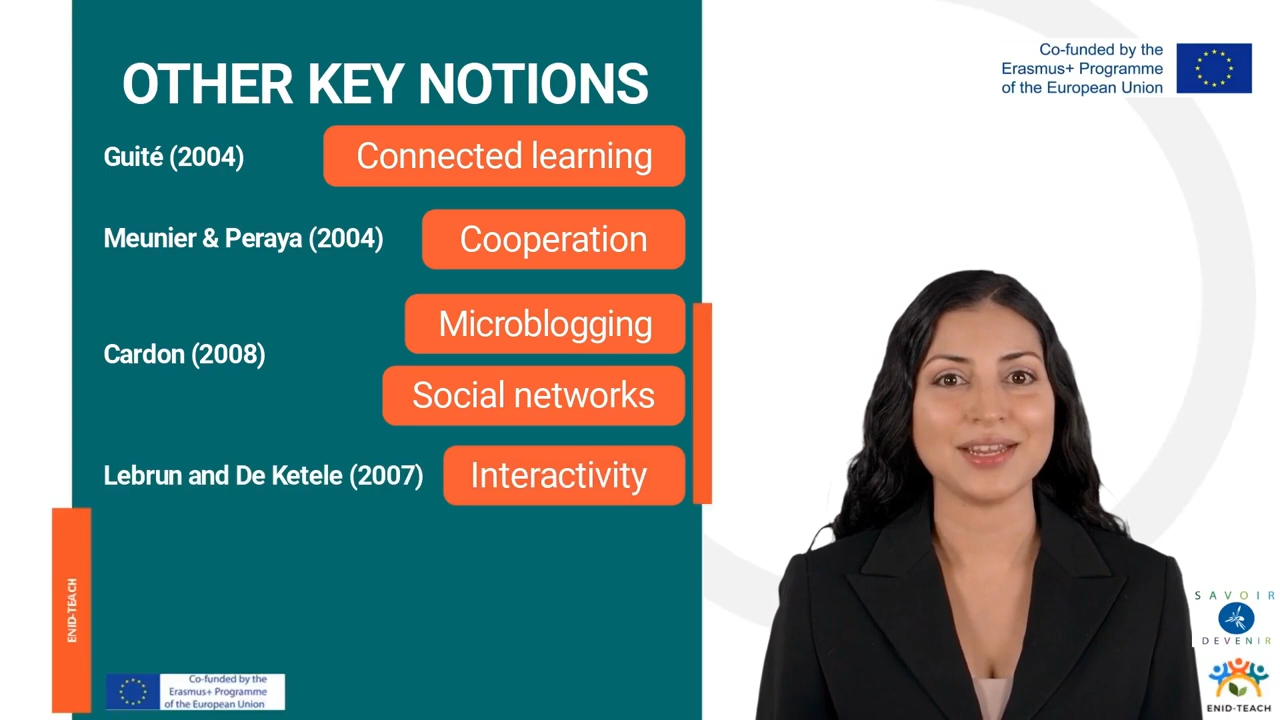 OTHER KEY NOTIONS
Guité (2004)
Connected learning
Meunier & Peraya (2004)
Cooperation
Cardon (2008)
Microblogging
Social networks
Lebrun and De Ketele (2007)
Interactivity
ENID-TEACH
Co-funded by the
Erasmus+ Programme
of the European Union
Co-funded by the
Erasmus+ Programme
of the European Union
SAVOIR
DEVENIR
ENID-TEACH